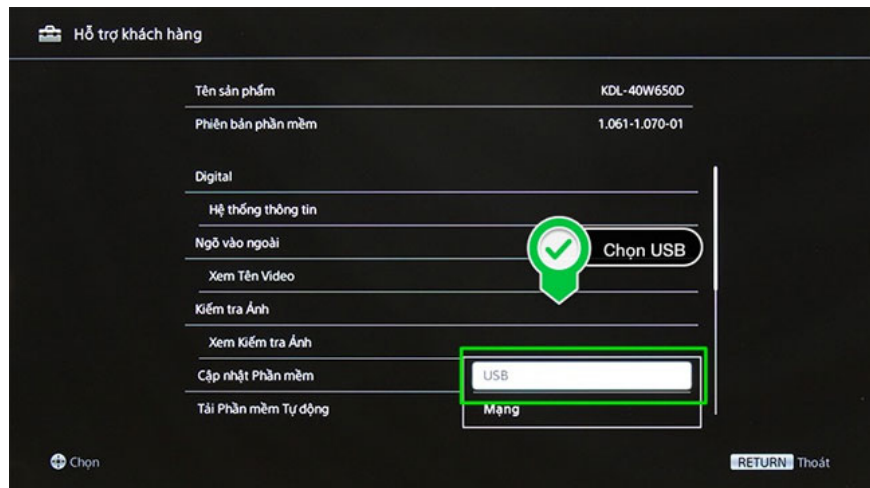 Hỗ trợ khách hàng
Tên sản phẩm KDL-40W650D
Phiên bản phần mềm 1.061-1.070-01
Digital
Hệ thống thông tin
Ngõ vào ngoài
Chọn USB
Xem Tên Video
Kiểm tra Ảnh
Xem Kiểm tra Ảnh
Cập nhật Phần mềm USB
Tải Phần mềm Tự động Mạng
Chọn
RETURN Thoát